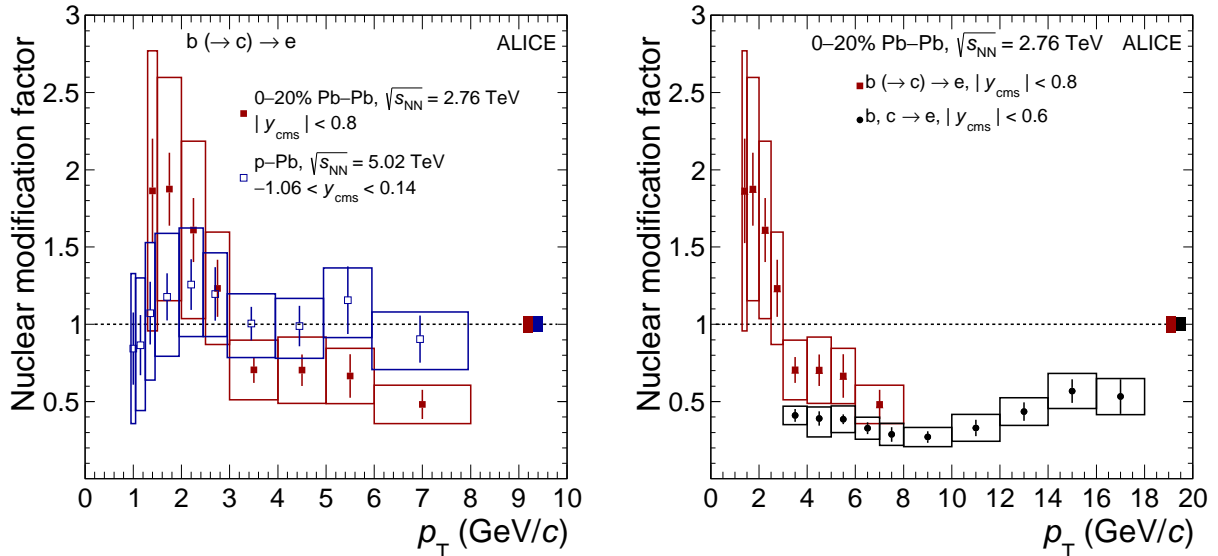 Nuclear modification factor
3
2.5
2
1.5
1
0.5
b (→ c) → e
ALICE
0–20% Pb–Pb, √sNN = 2.76 TeV
| ycms | < 0.8
p–Pb, √sNN = 5.02 TeV
−1.06 < ycms < 0.14
0 1 2 3 4 5 6 7 8 9 10
pT (GeV/c)
Nuclear modification factor
3
2.5
2
1.5
1
0.5
0–20% Pb–Pb, √sNN = 2.76 TeV ALICE
b (→ c) → e, | ycms | < 0.8
b, c → e, | ycms | < 0.6
0 2 4 6 8 10 12 14 16 18 20
pT (GeV/c)